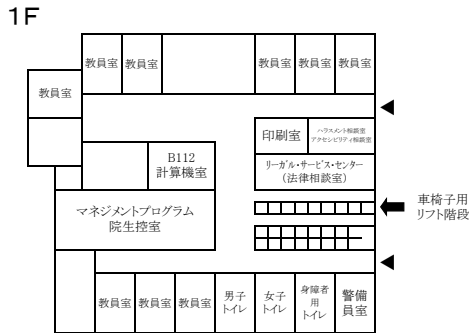 1F
教員室
教員室
教員室
教員室
教員室
教員室
印刷室
ハラスメント相談室
アクセシビリティ相談室
B112
計算機室
リーガル・サービス・センター
(法律相談室)
マネジメントプログラム
院生控室
車椅子用
リフト階段
教員室
教員室
教員室
男子
トイレ
女子
トイレ
身障者
用
トイレ
警備
員室